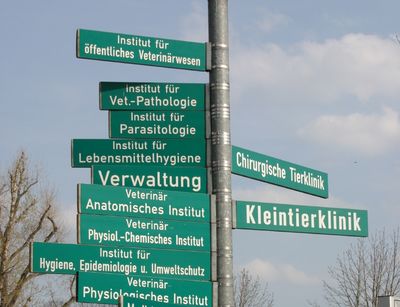 Institut für
öffentliches Veterinärwesen
Institut für
Vet.-Pathologie
Institut für
Parasitologie
Institut für
Lebensmittelhygiene
Verwaltung
Veterinär
Anatomisches Institut
Veterinär
Physiol.-Chemisches Institut
Institut für
Hygiene, Epidemiologie u. Umweltschutz
Veterinär
Physiologisches Institut
Chirurgische Tierklinik
Kleintierklinik